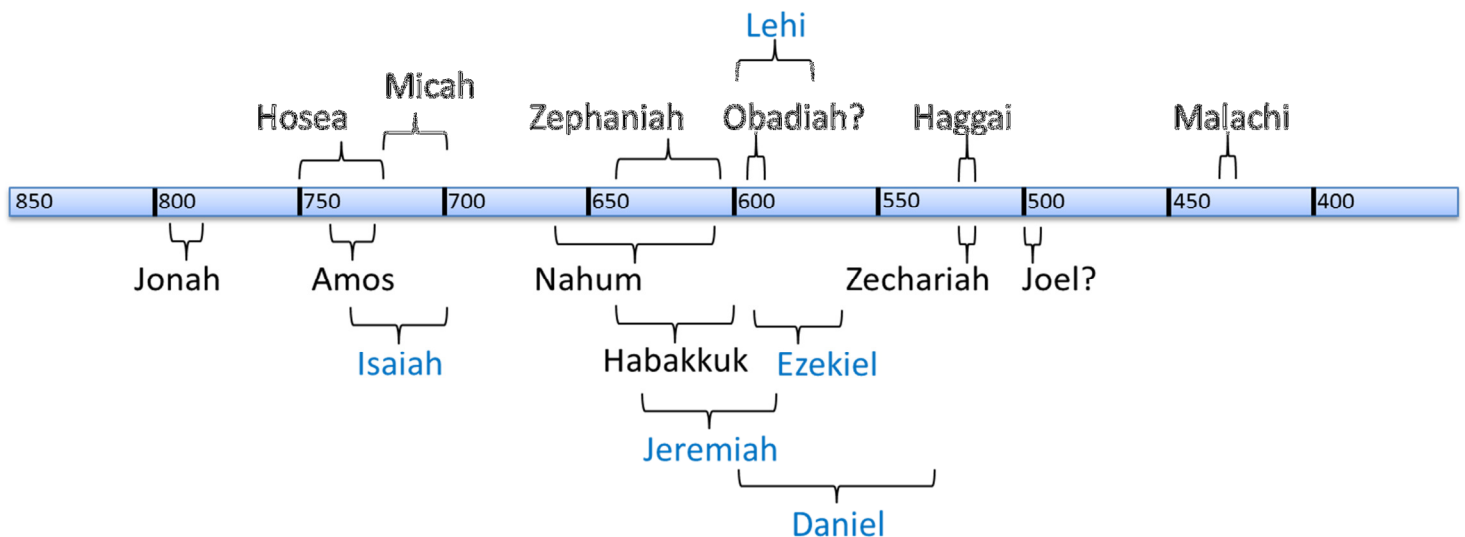 Lehi
Micah
Hosea Zephaniah Obadiah? Haggai Malachi
850 800 750 700 650 600 550 500 450 400
Jonah Amos Nahum Zechariah Joel?
Isaiah Habakkuk Ezekiel
Jeremiah
Daniel